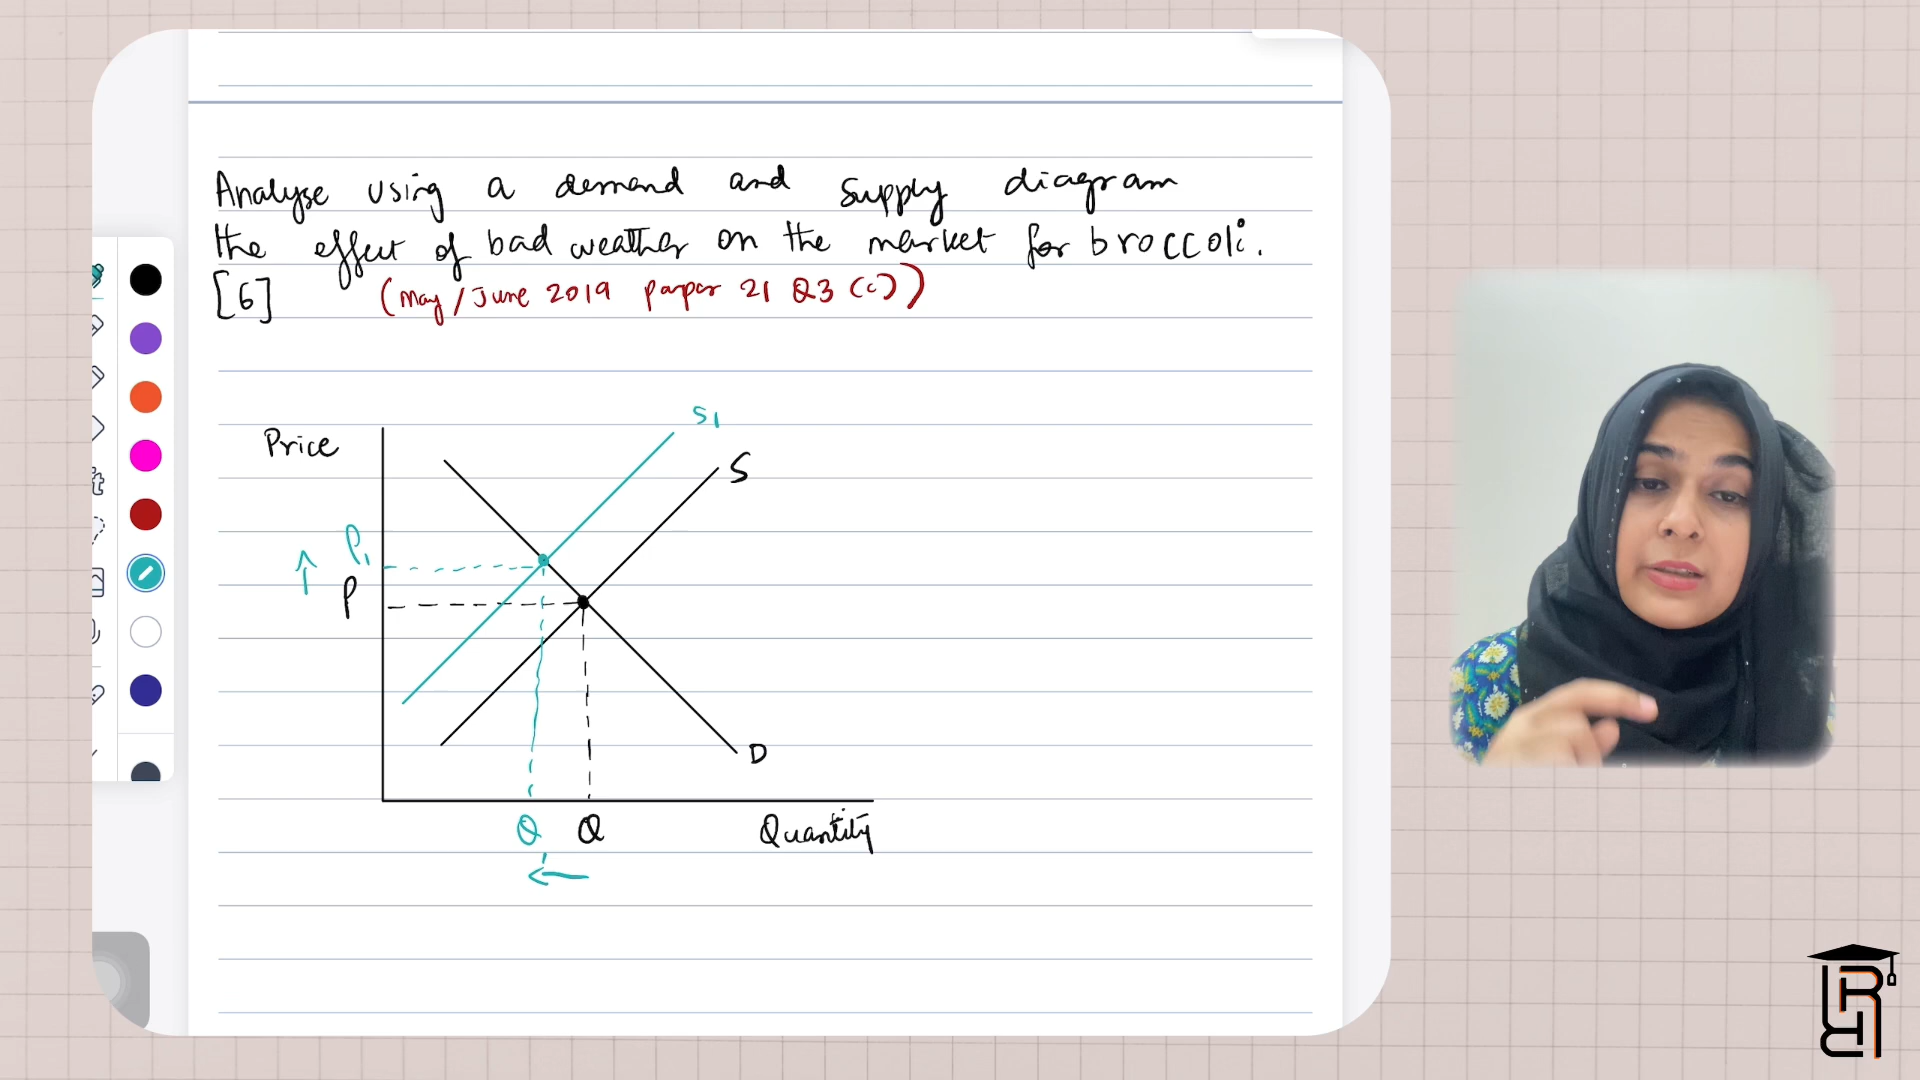 Analyse using a demand and supply diagram
the effect of bad weather on the market for broccoli.
[6] (May/June 2019 paper 21 Q3 (c))
S1
Price
S
P1
P
D
Q1 Q Quantity